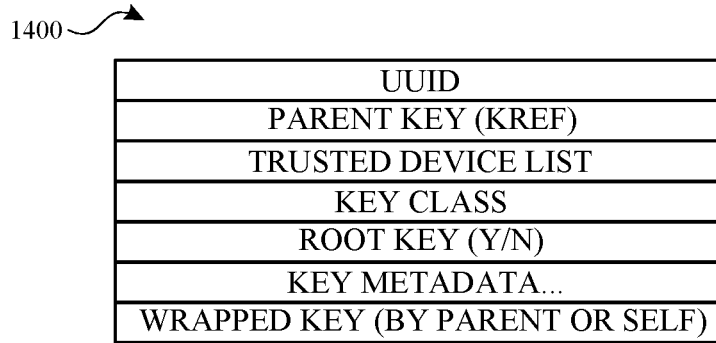 1400
UUID
PARENT KEY (KREF)
TRUSTED DEVICE LIST
KEY CLASS
ROOT KEY (Y/N)
KEY METADATA...
WRAPPED KEY (BY PARENT OR SELF)